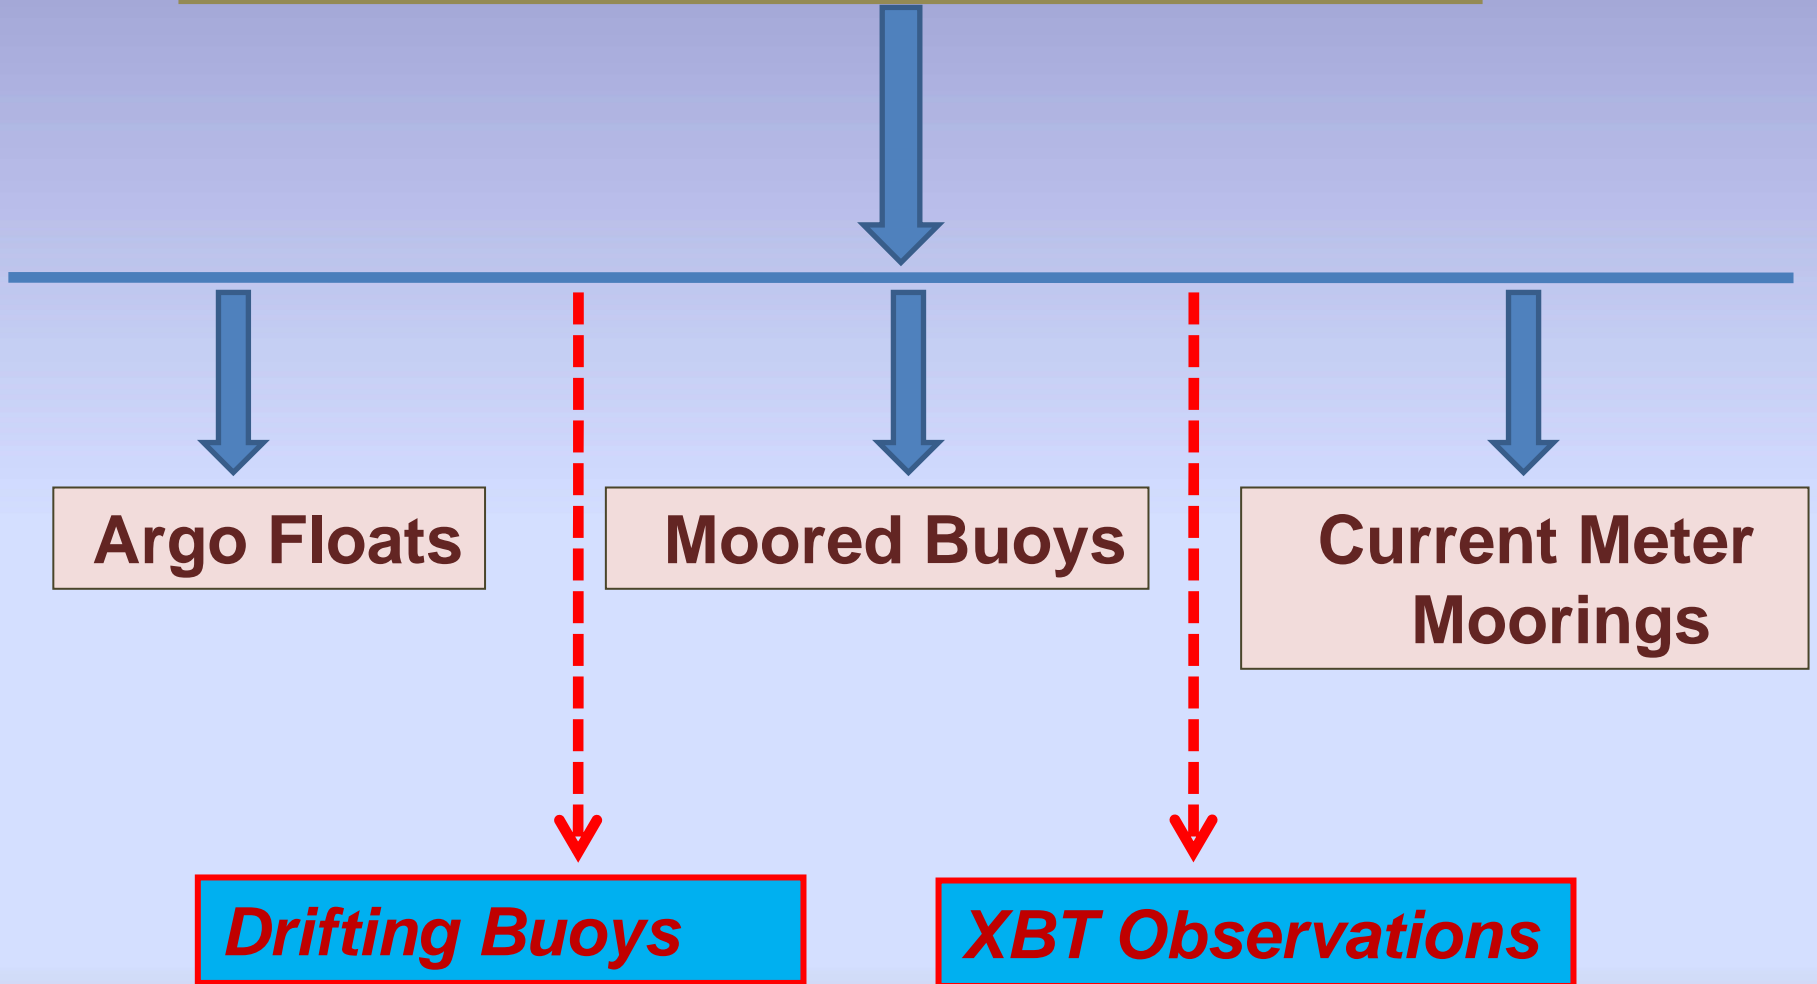 Argo Floats
Moored Buoys
Current Meter
Moorings
Drifting Buoys
XBT Observations